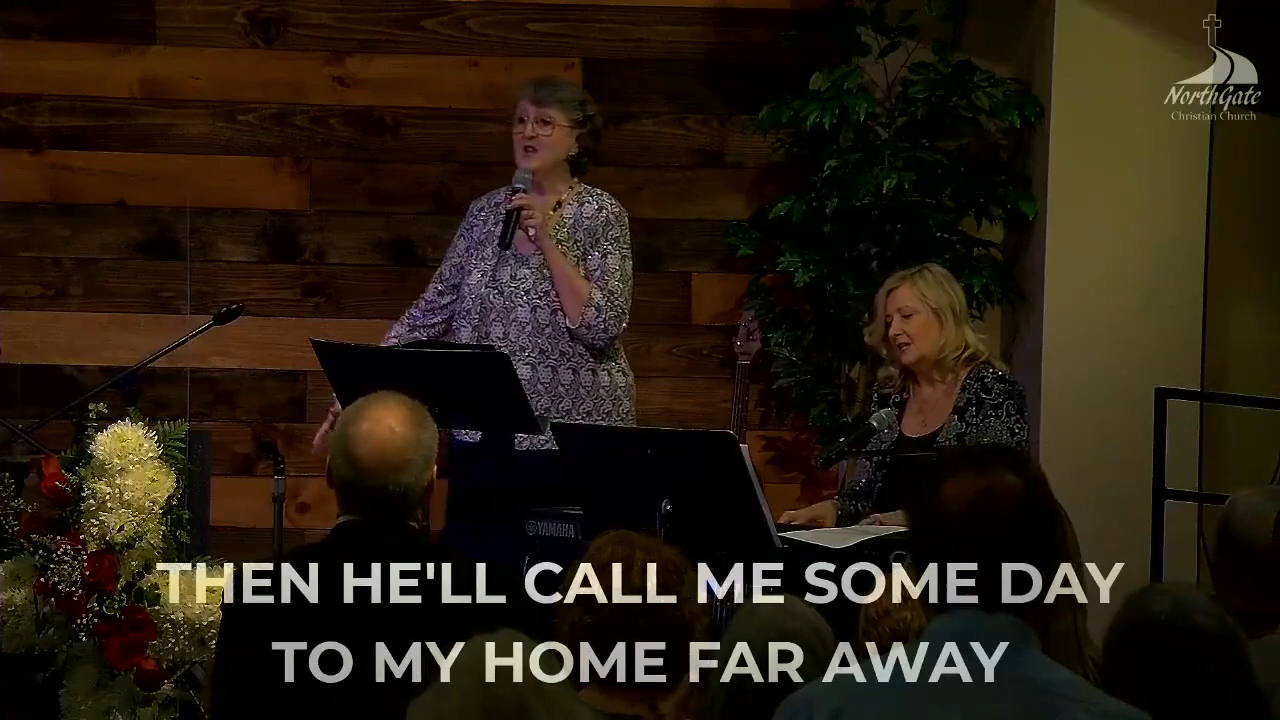 NorthGate
Christian Church
YAMAHA
THEN HE'LL CALL ME SOME DAY
TO MY HOME FAR AWAY